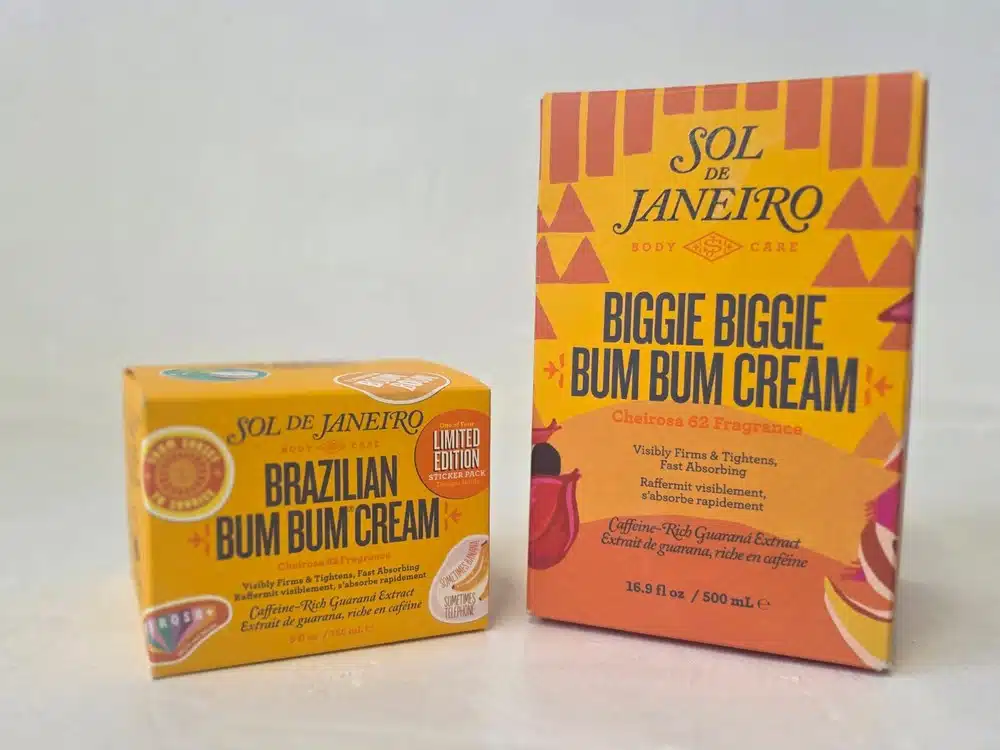 SOL DE JANEIRO
BODY CARE
BRAZILIAN
BUM BUM® CREAM
Cheirosa 62 Fragrance
Visibly Firms & Tightens, Fast Absorbing
Raffermit visiblement, s'absorbe rapidement
Caffeine-Rich Guaraná Extract
Extrait de guarana, riche en caféine
LIMITED
EDITION
STICKER PACK
SOMETIMES BANANA
SOMETIMES
TELEPHONE
SOL
DE
JANEIRO
BODY CARE
BIGGIE BIGGIE
BUM BUM CREAM
Cheirosa 62 Fragrance
Visibly Firms & Tightens,
Fast Absorbing
Raffermit visiblement,
s'absorbe rapidement
Caffeine-Rich Guaraná Extract
Extrait de guarana, riche en caféine
16.9 fl oz / 500 mL ℮